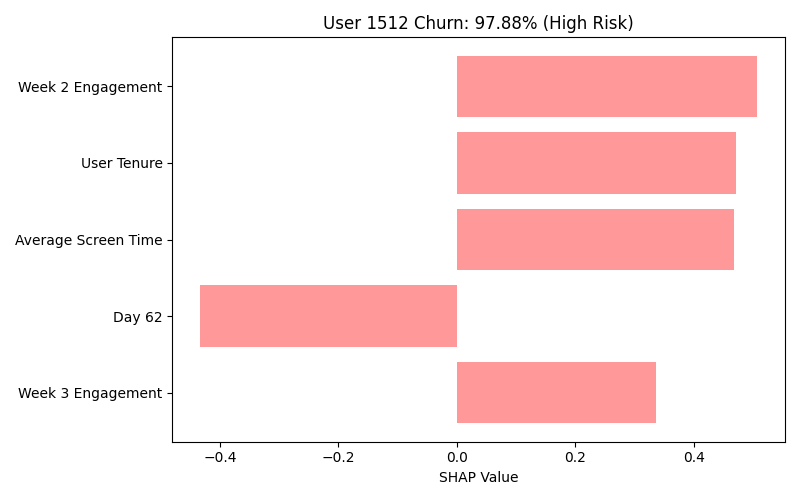 User 1512 Churn: 97.88% (High Risk)
Week 2 Engagement
User Tenure
Average Screen Time
Day 62
Week 3 Engagement
−0.4 −0.2 0.0 0.2 0.4
SHAP Value